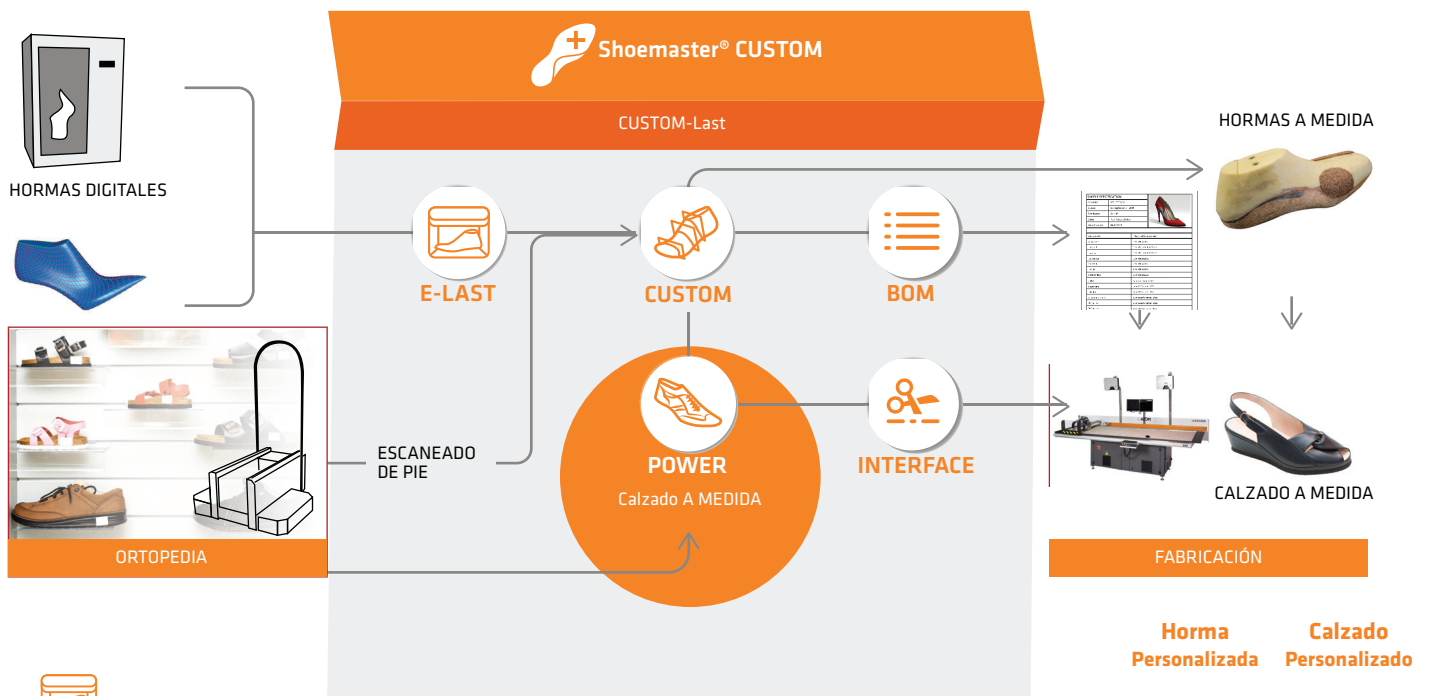 Shoemaster® CUSTOM
CUSTOM-Last
HORMAS A MEDIDA
HORMAS DIGITALES
E-LAST
CUSTOM
BOM
ESCANEADO
DE PIE
POWER
Calzado A MEDIDA
INTERFACE
CALZADO A MEDIDA
ORTOPEDIA
FABRICACIÓN
Horma
Personalizada
Calzado
Personalizado